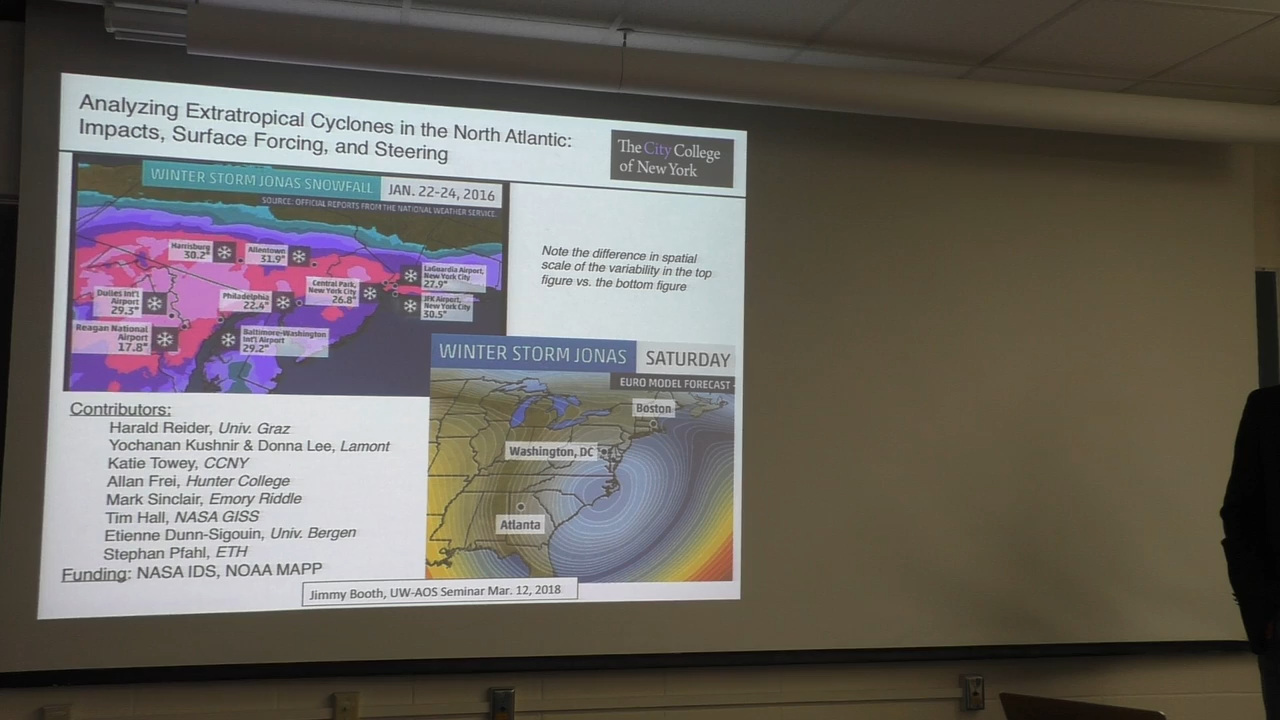 Analyzing Extratropical Cyclones in the North Atlantic:
Impacts, Surface Forcing, and Steering
The City College
of New York
WINTER STORM JONAS SNOWFALL
JAN. 22-24, 2016
SOURCE: OFFICIAL REPORTS FROM THE NATIONAL WEATHER SERVICE.
Harrisburg
30.2"
Allentown
31.9"
LaGuardia Airport,
New York City
27.9"
Dulles Int'l
Airport
29.3"
Philadelphia
22.4"
Central Park,
New York City
26.8"
JFK Airport,
New York City
30.5"
Reagan National
Airport
17.8"
Baltimore-Washington
Int'l Airport
29.2"
Note the difference in spatial
scale of the variability in the top
figure vs. the bottom figure
WINTER STORM JONAS
SATURDAY
EURO MODEL FORECAST
Boston
Washington, DC
Atlanta
Contributors:
Harald Reider, Univ. Graz
Yochanan Kushnir & Donna Lee, Lamont
Katie Towey, CCNY
Allan Frei, Hunter College
Mark Sinclair, Emory Riddle
Tim Hall, NASA GISS
Etienne Dunn-Sigouin, Univ. Bergen
Stephan Pfahl, ETH
Funding: NASA IDS, NOAA MAPP
Jimmy Booth, UW-AOS Seminar Mar. 12, 2018